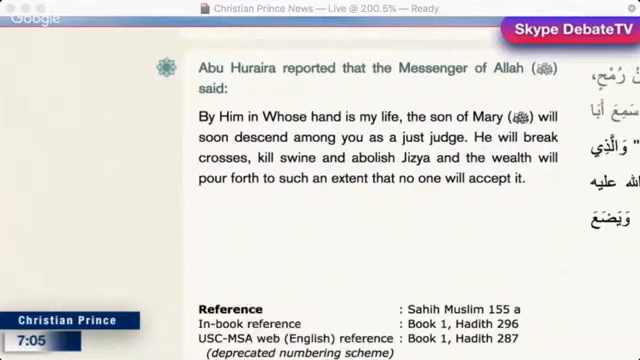 Christian Prince News — Live @ 200.5% — Ready
Google
Skype DebateTV
Abu Huraira reported that the Messenger of Allah (ﷺ)
said:
By Him in Whose hand is my life, the son of Mary (ﷺ) will
soon descend among you as a just judge. He will break
crosses, kill swine and abolish Jizya and the wealth will
pour forth to such an extent that no one will accept it.
رُمْحٍ،
سَمِعَ أَبَا
" وَالَّذِي
الله عليه
وَيَضَعَ
Reference : Sahih Muslim 155 a
In-book reference : Book 1, Hadith 296
USC-MSA web (English) reference : Book 1, Hadith 287
(deprecated numbering scheme)
Christian Prince
7:05